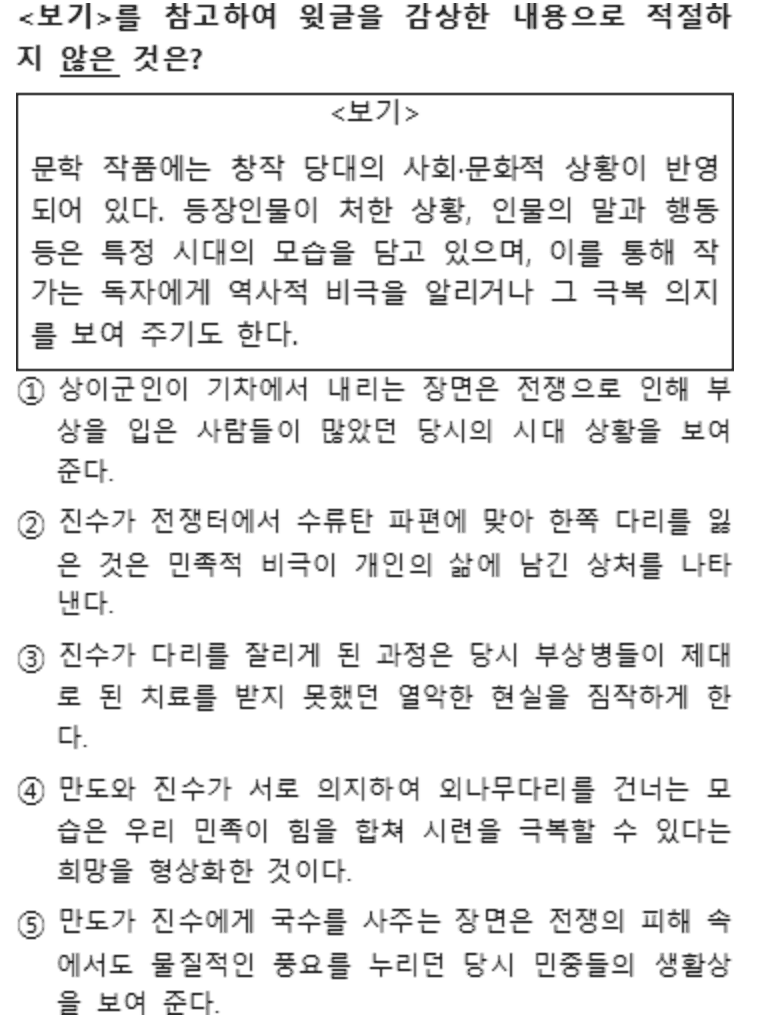 <보기>를 참고하여 윗글을 감상한 내용으로 적절하
지 않은 것은?
<보기>
문학 작품에는 창작 당대의 사회·문화적 상황이 반영
되어 있다. 등장인물이 처한 상황, 인물의 말과 행동
등은 특정 시대의 모습을 담고 있으며, 이를 통해 작
가는 독자에게 역사적 비극을 알리거나 그 극복 의지
를 보여 주기도 한다.
① 상이군인이 기차에서 내리는 장면은 전쟁으로 인해 부
상을 입은 사람들이 많았던 당시의 시대 상황을 보여
준다.
② 진수가 전쟁터에서 수류탄 파편에 맞아 한쪽 다리를 잃
은 것은 민족적 비극이 개인의 삶에 남긴 상처를 나타
낸다.
③ 진수가 다리를 잘리게 된 과정은 당시 부상병들이 제대
로 된 치료를 받지 못했던 열악한 현실을 짐작하게 한
다.
④ 만도와 진수가 서로 의지하여 외나무다리를 건너는 모
습은 우리 민족이 힘을 합쳐 시련을 극복할 수 있다는
희망을 형상화한 것이다.
⑤ 만도가 진수에게 국수를 사주는 장면은 전쟁의 피해 속
에서도 물질적인 풍요를 누리던 당시 민중들의 생활상
을 보여 준다.